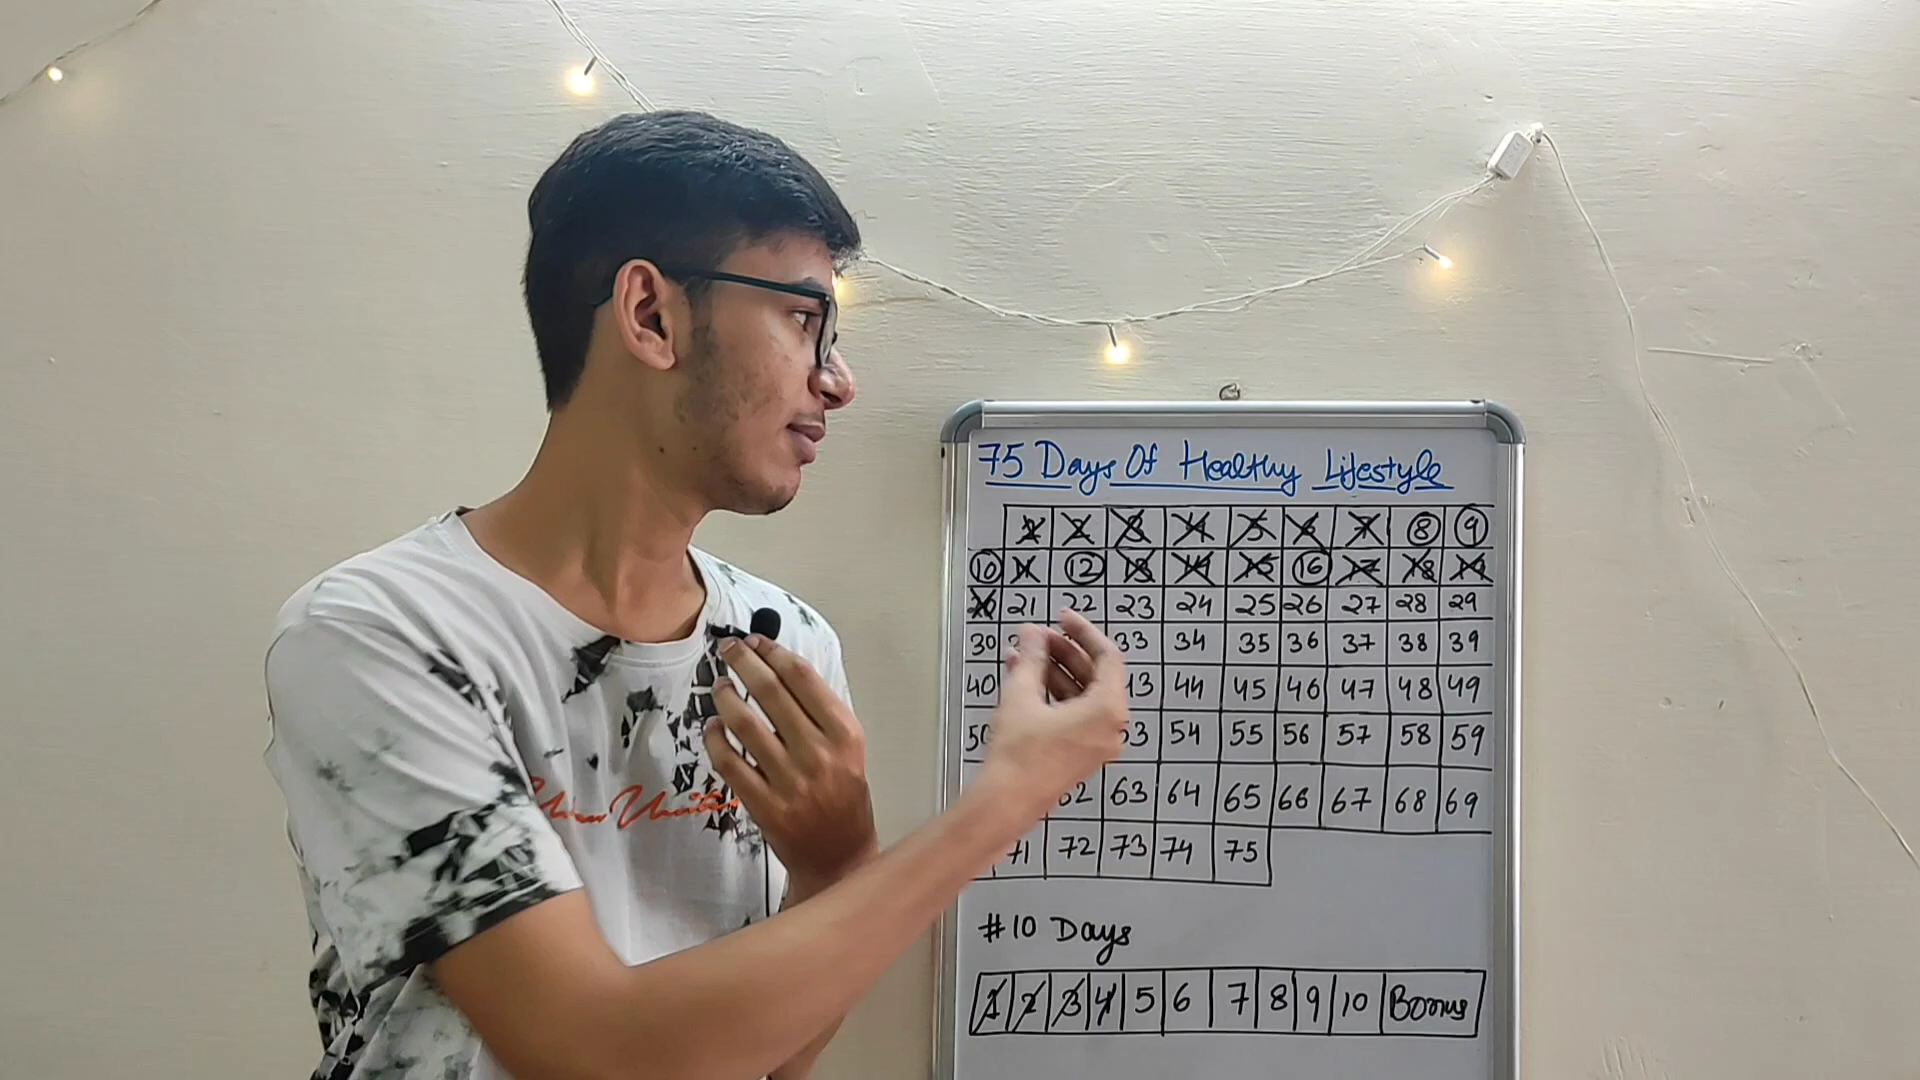 75 Days Of Healthy Lifestyle
1 2 3 4 5 6 7 8 9
10 11 12 13 14 15 16 17 18 19
20 21 22 23 24 25 26 27 28 29
30 33 34 35 36 37 38 39
40 44 45 46 47 48 49
54 55 56 57 58 59
62 63 64 65 66 67 68 69
71 72 73 74 75
#10 Days
1 2 3 4 5 6 7 8 9 10 Bonus